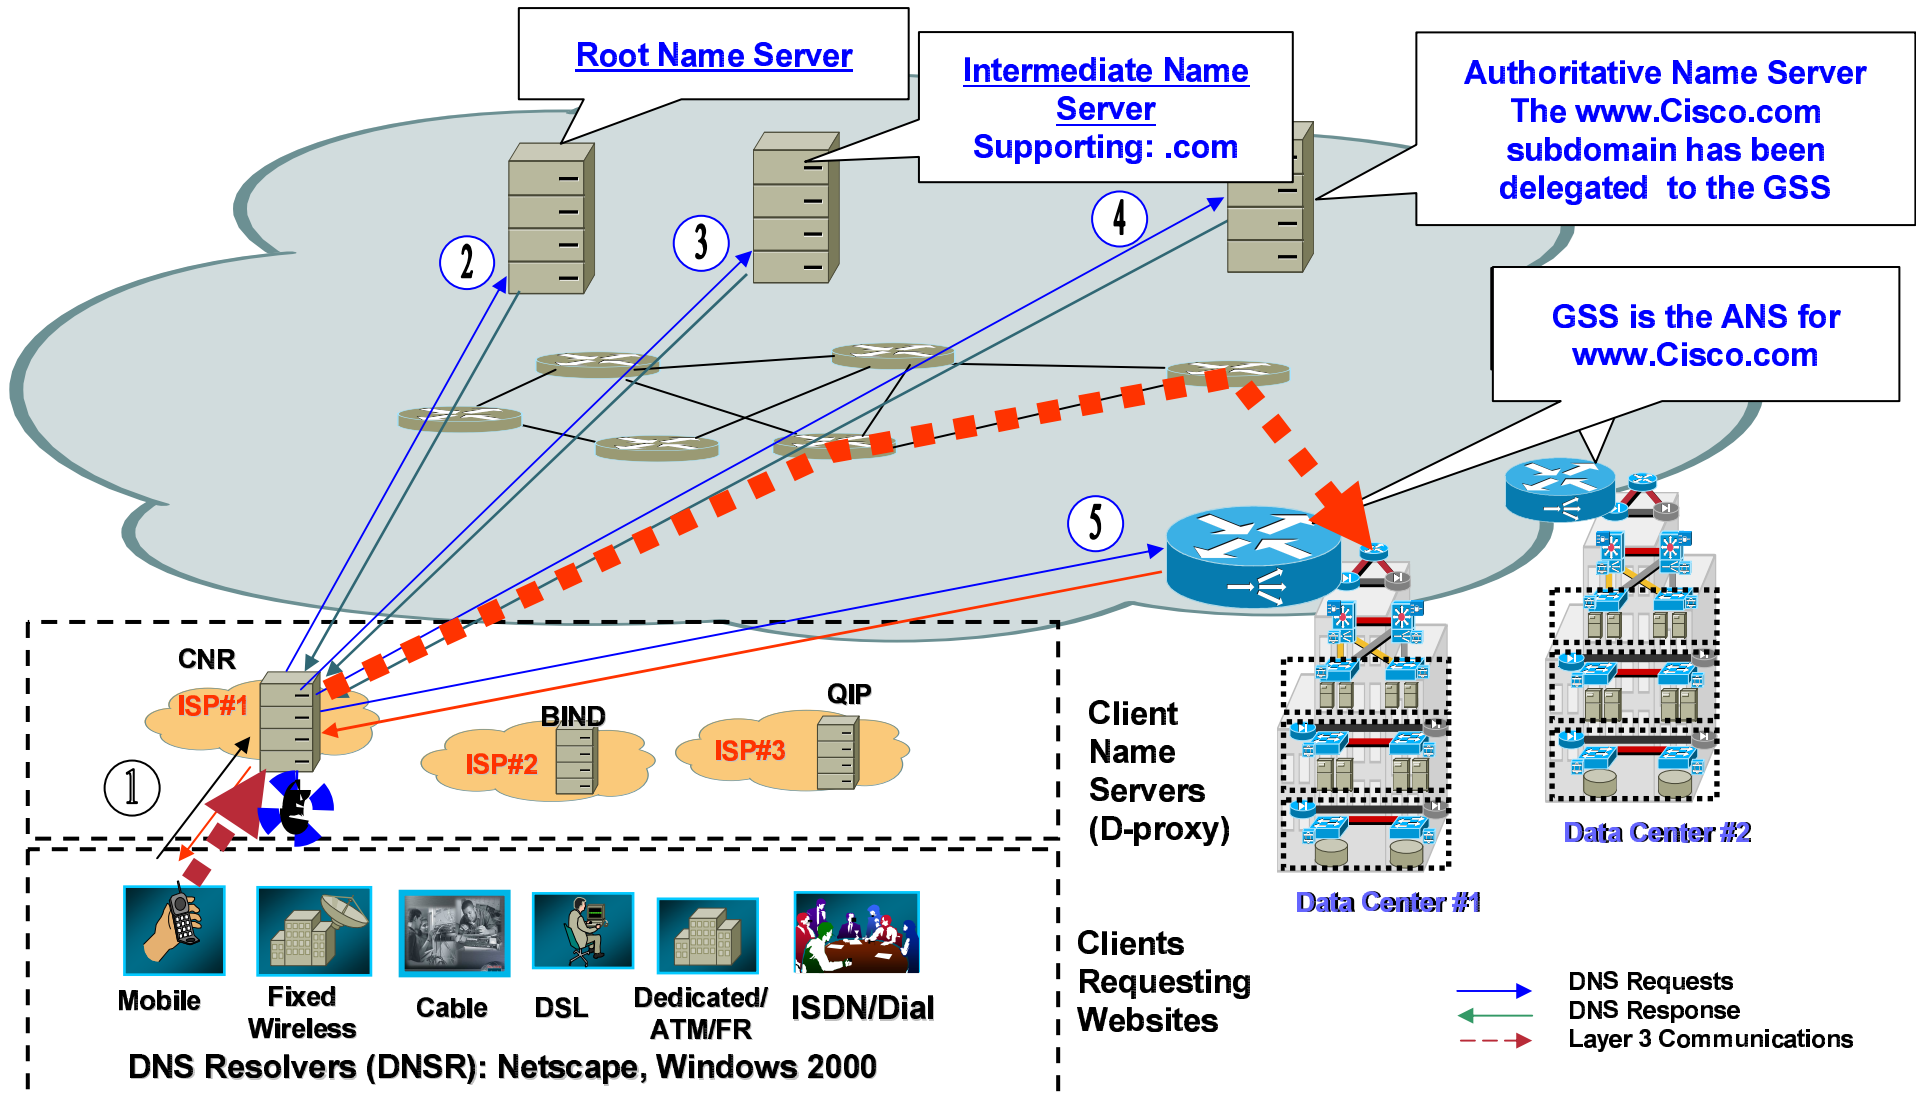 Root Name Server
Intermediate Name
Server
Supporting: .com
Authoritative Name Server
The www.Cisco.com
subdomain has been
delegated to the GSS
2
3
4
GSS is the ANS for
www.Cisco.com
5
CNR
ISP#1
BIND
ISP#2
QIP
ISP#3
1
Client
Name
Servers
(D-proxy)
Data Center #2
Data Center #1
Mobile
Fixed
Wireless
Cable
DSL
Dedicated/
ATM/FR
ISDN/Dial
DNS Resolvers (DNSR): Netscape, Windows 2000
Clients
Requesting
Websites
DNS Requests
DNS Response
Layer 3 Communications